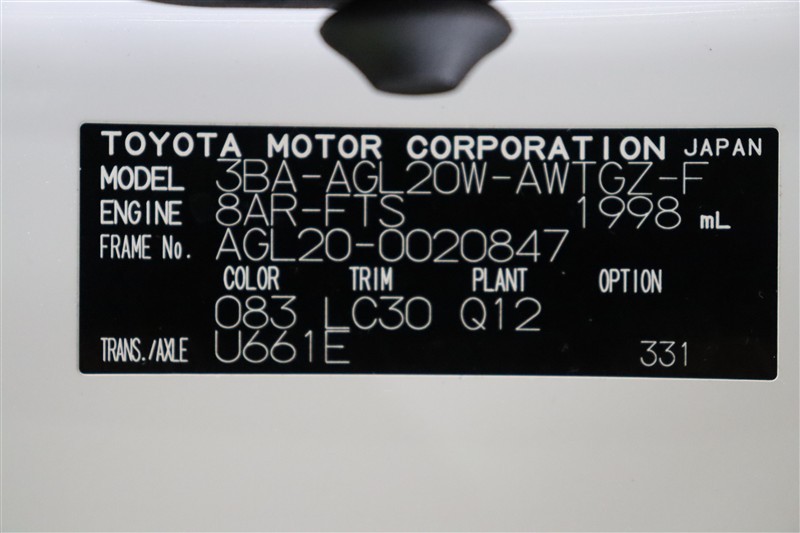 TOYOTA MOTOR CORPORATION JAPAN
MODEL 3BA-AGL20W-AWTGZ-F
ENGINE 8AR-FTS 1998 mL
FRAME No. AGL20-0020847
COLOR TRIM PLANT OPTION
083 LC30 Q12
TRANS./AXLE U661E 331